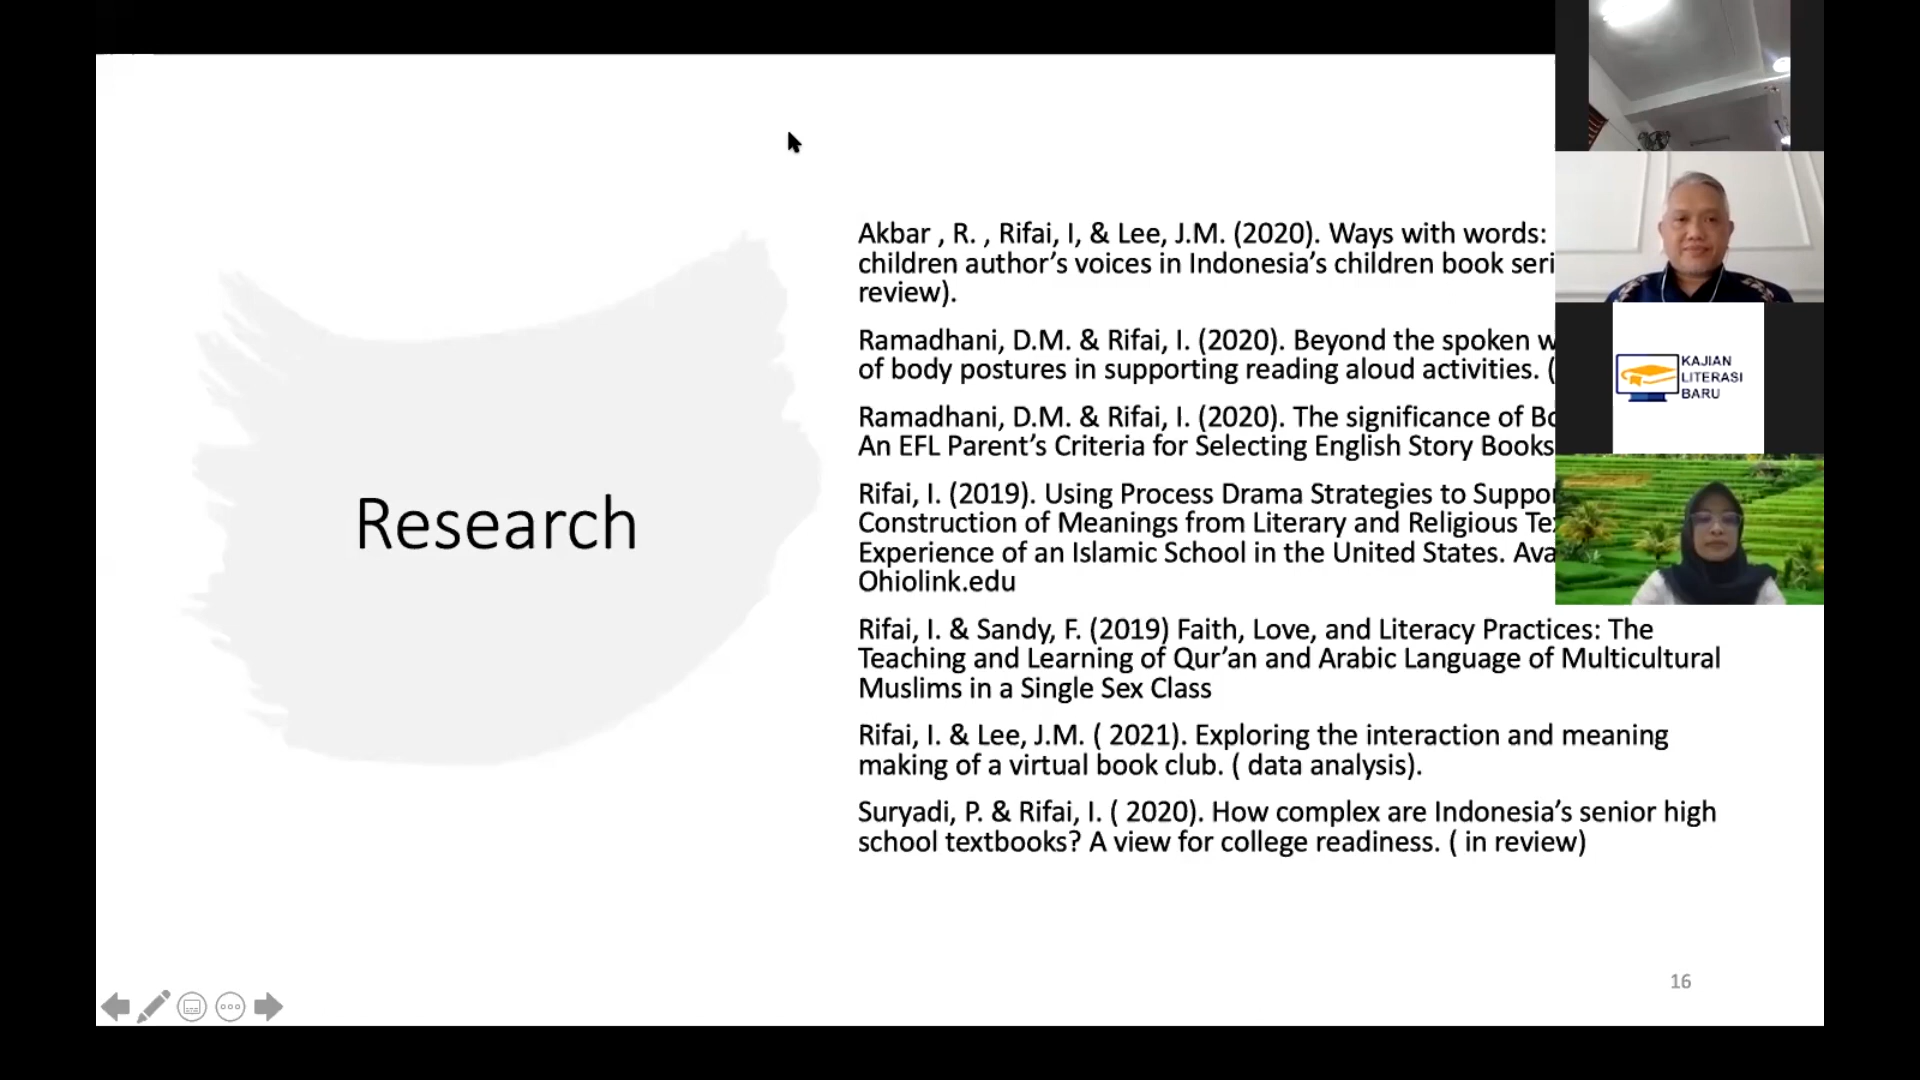 Research
Akbar , R. , Rifai, I, & Lee, J.M. (2020). Ways with words:
children author’s voices in Indonesia’s children book
review).
Ramadhani, D.M. & Rifai, I. (2020). Beyond the spoken
of body postures in supporting reading aloud activities. (
Ramadhani, D.M. & Rifai, I. (2020). The significance of
An EFL Parent’s Criteria for Selecting English Story Books
Rifai, I. (2019). Using Process Drama Strategies to
Construction of Meanings from Literary and Religious
Experience of an Islamic School in the United States.
Ohiolink.edu
Rifai, I. & Sandy, F. (2019) Faith, Love, and Literacy Practices: The
Teaching and Learning of Qur’an and Arabic Language of Multicultural
Muslims in a Single Sex Class
Rifai, I. & Lee, J.M. ( 2021). Exploring the interaction and meaning
making of a virtual book club. ( data analysis).
Suryadi, P. & Rifai, I. ( 2020). How complex are Indonesia’s senior high
school textbooks? A view for college readiness. ( in review)
16
KAJIAN
LITERASI
BARU